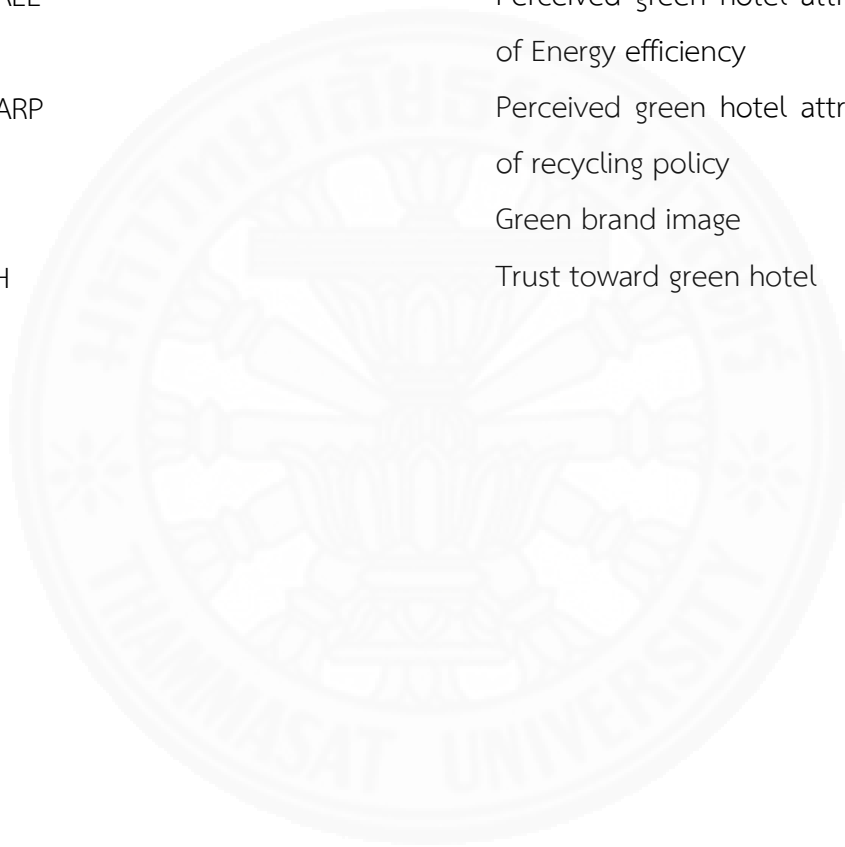 of Energy efficiency
ARP Perceived green hotel attr
of recycling policy
Green brand image
H Trust toward green hotel
THAMMASAT UNIVERSITY